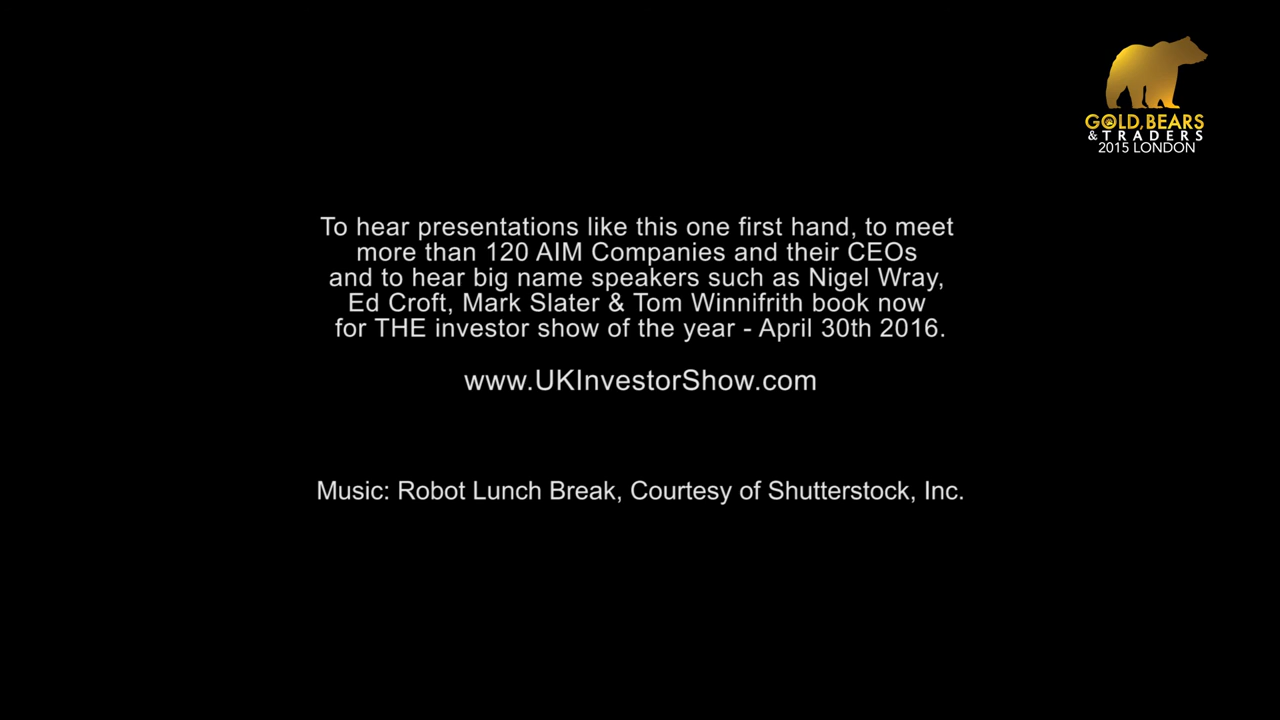 GOLD, BEARS
& TRADERS
2015 LONDON
To hear presentations like this one first hand, to meet
more than 120 AIM Companies and their CEOs
and to hear big name speakers such as Nigel Wray,
Ed Croft, Mark Slater & Tom Winnifrith book now
for THE investor show of the year - April 30th 2016.
www.UKInvestorShow.com
Music: Robot Lunch Break, Courtesy of Shutterstock, Inc.